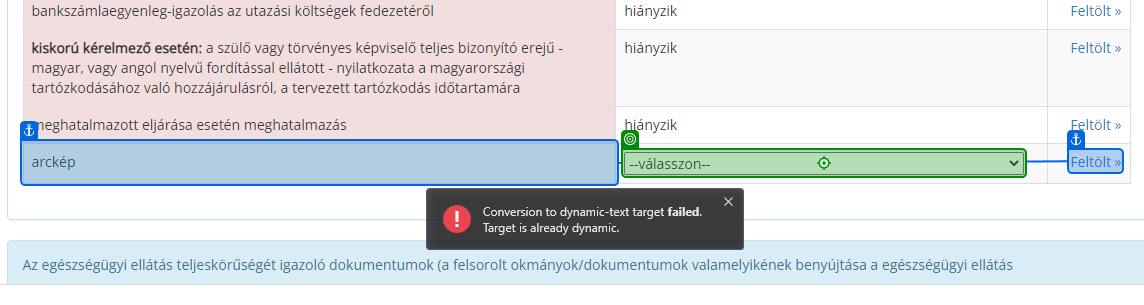 bankszámlaegyenleg-igazolás az utazási költségek fedezetéről hiányzik Feltölt »
kiskorú kérelmező esetén: a szülő vagy törvényes képviselő teljes bizonyító erejű - hiányzik Feltölt »
magyar, vagy angol nyelvű fordítással ellátott - nyilatkozata a magyarországi
tartózkodásához való hozzájárulásról, a tervezett tartózkodás időtartamára
meghatalmazott eljárása esetén meghatalmazás hiányzik Feltölt »
arckép --válasszon-- Feltölt »
Conversion to dynamic-text target failed.
Target is already dynamic.
Az egészségügyi ellátás teljeskörűségét igazoló dokumentumok (a felsorolt okmányok/dokumentumok valamelyikének benyújtása a egészségügyi ellátás